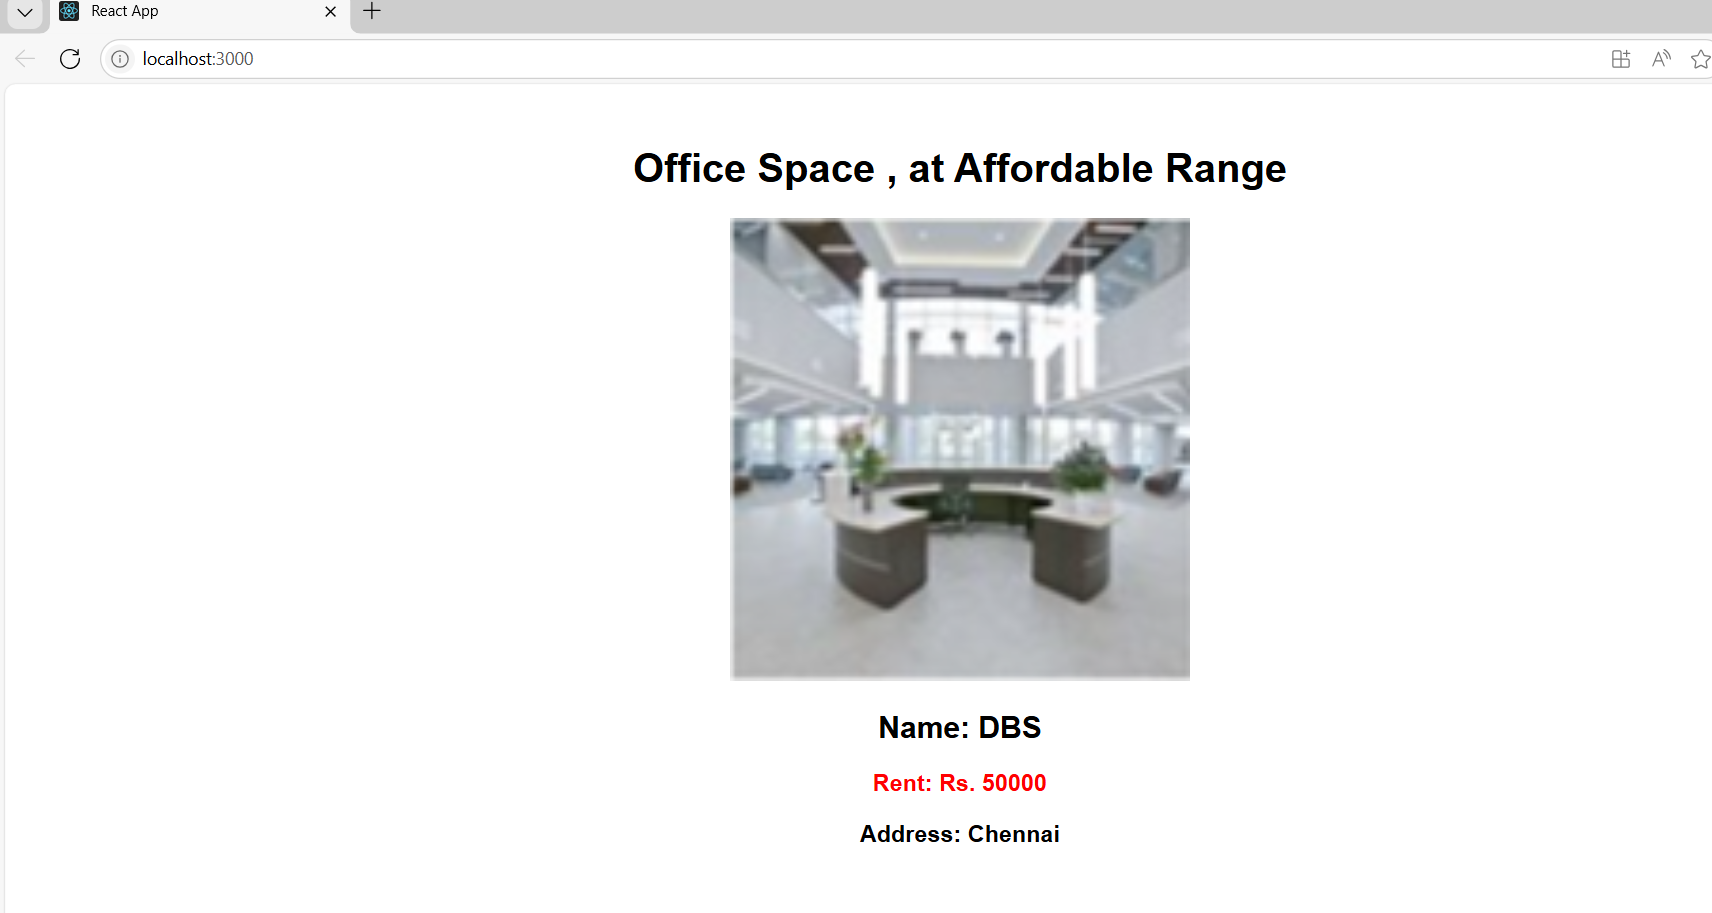 React App
localhost:3000
Office Space , at Affordable Range
Name: DBS
Rent: Rs. 50000
Address: Chennai